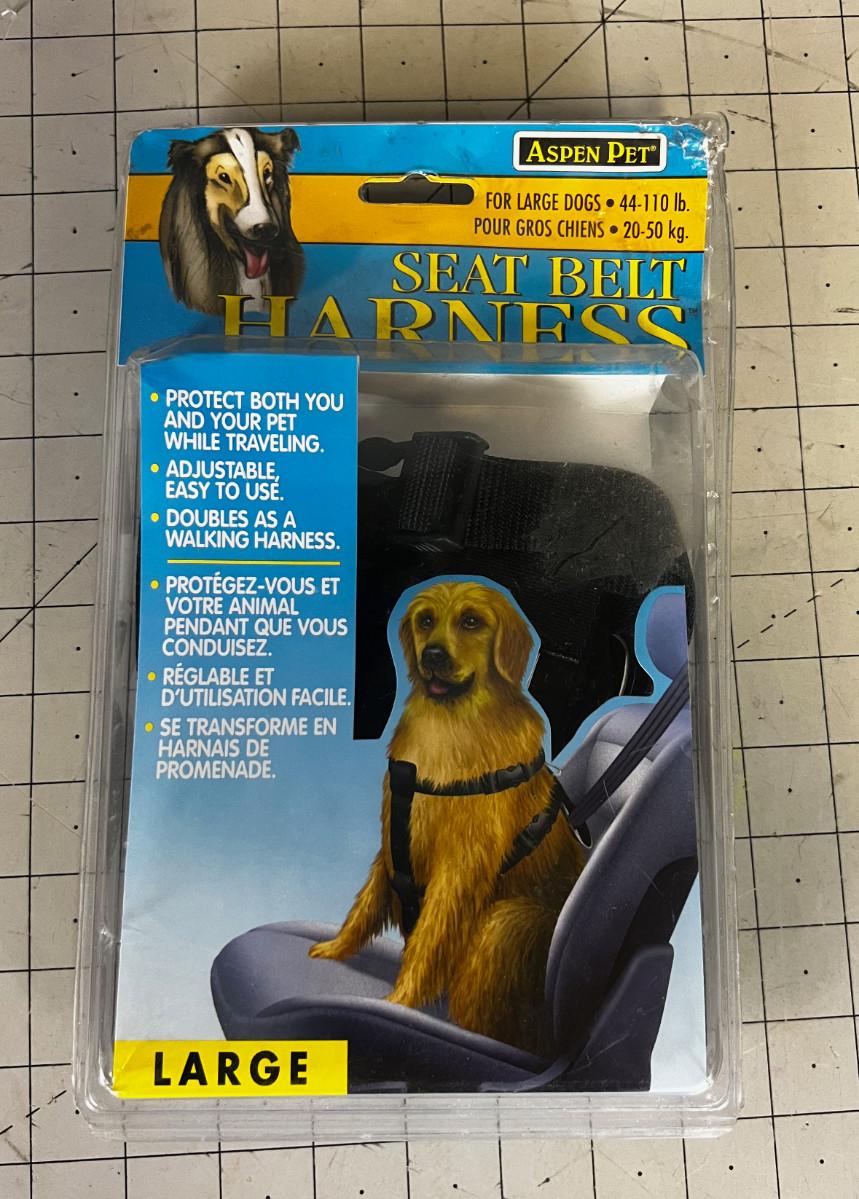 ASPEN PET®
FOR LARGE DOGS • 44-110 lb.
POUR GROS CHIENS • 20-50 kg.
SEAT BELT
HARNESS™
• PROTECT BOTH YOU
AND YOUR PET
WHILE TRAVELING.
• ADJUSTABLE,
EASY TO USE.
• DOUBLES AS A
WALKING HARNESS.
• PROTÉGEZ-VOUS ET
VOTRE ANIMAL
PENDANT QUE VOUS
CONDUISEZ.
• RÉGLABLE ET
D'UTILISATION FACILE.
• SE TRANSFORME EN
HARNAIS DE
PROMENADE.
LARGE